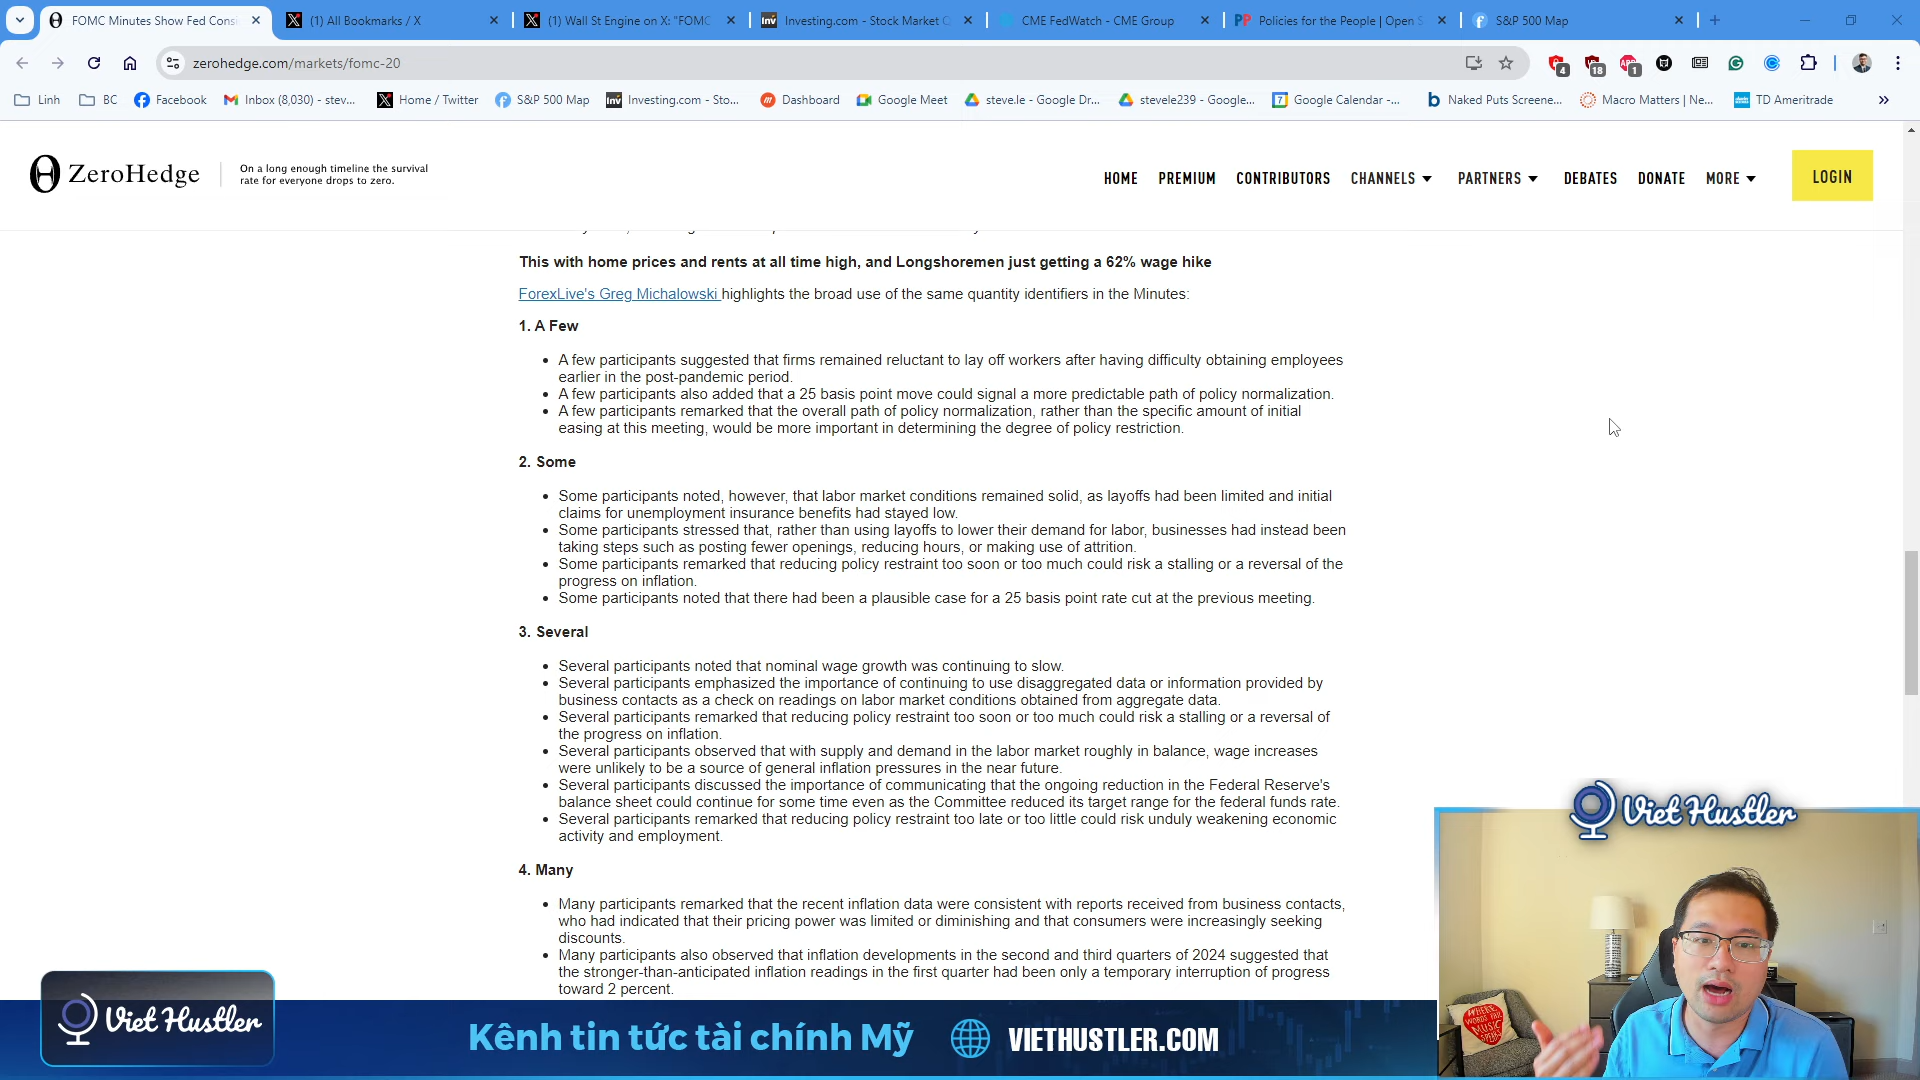 FOMC Minutes Show Fed Cons
(1) All Bookmarks / X
(1) Wall St Engine on X: "FOMC
Investing.com - Stock Market Q
CME FedWatch - CME Group
Policies for the People | Open S
S&P 500 Map
zerohedge.com/markets/fomc-20
4
18
1
Linh
BC
Facebook
Inbox (8,030) - stev...
Home / Twitter
S&P 500 Map
Investing.com - Sto...
Dashboard
Google Meet
steve.le - Google Dr...
stevele239 - Google...
Google Calendar -...
Naked Puts Screene...
Macro Matters | Ne...
TD Ameritrade
ZeroHedge
On a long enough timeline the survival
rate for everyone drops to zero.
HOME PREMIUM CONTRIBUTORS CHANNELS PARTNERS DEBATES DONATE MORE LOGIN
This with home prices and rents at all time high, and Longshoremen just getting a 62% wage hike
ForexLive's Greg Michalowski highlights the broad use of the same quantity identifiers in the Minutes:
1. A Few
• A few participants suggested that firms remained reluctant to lay off workers after having difficulty obtaining employees
earlier in the post-pandemic period.
• A few participants also added that a 25 basis point move could signal a more predictable path of policy normalization.
• A few participants remarked that the overall path of policy normalization, rather than the specific amount of initial
easing at this meeting, would be more important in determining the degree of policy restriction.
2. Some
• Some participants noted, however, that labor market conditions remained solid, as layoffs had been limited and initial
claims for unemployment insurance benefits had stayed low.
• Some participants stressed that, rather than using layoffs to lower their demand for labor, businesses had instead been
taking steps such as posting fewer openings, reducing hours, or making use of attrition.
• Some participants remarked that reducing policy restraint too soon or too much could risk a stalling or a reversal of the
progress on inflation.
• Some participants noted that there had been a plausible case for a 25 basis point rate cut at the previous meeting.
3. Several
• Several participants noted that nominal wage growth was continuing to slow.
• Several participants emphasized the importance of continuing to use disaggregated data or information provided by
business contacts as a check on readings on labor market conditions obtained from aggregate data.
• Several participants remarked that reducing policy restraint too soon or too much could risk a stalling or a reversal of
the progress on inflation.
• Several participants observed that with supply and demand in the labor market roughly in balance, wage increases
were unlikely to be a source of general inflation pressures in the near future.
• Several participants discussed the importance of communicating that the ongoing reduction in the Federal Reserve's
balance sheet could continue for some time even as the Committee reduced its target range for the federal funds rate.
• Several participants remarked that reducing policy restraint too late or too little could risk unduly weakening economic
activity and employment.
4. Many
• Many participants remarked that the recent inflation data were consistent with reports received from business contacts,
who had indicated that their pricing power was limited or diminishing and that consumers were increasingly seeking
discounts.
• Many participants also observed that inflation developments in the second and third quarters of 2024 suggested that
the stronger-than-anticipated inflation readings in the first quarter had been only a temporary interruption of progress
toward 2 percent.
Viet Hustler
WHERE
WORDS FAIL
MUSIC
SPEAKS
Viet Hustler
Kênh tin tức tài chính Mỹ
VIETHUSTLER.COM